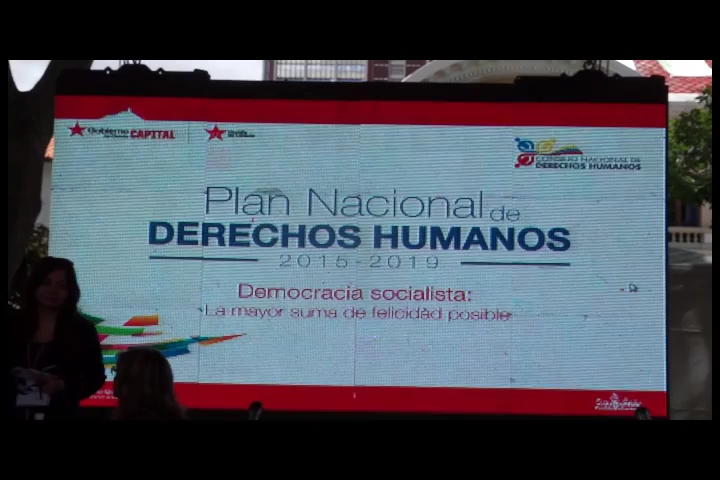 Gobierno
CAPITAL
CONSEJO NACIONAL DE
DERECHOS HUMANOS
Plan Nacional de
DERECHOS HUMANOS
2015-2019
Democracia socialista:
La mayor suma de felicidad posible